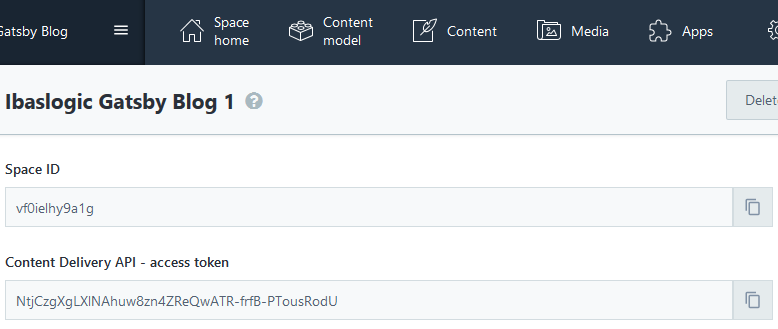 Gatsby Blog
Space home
Content model
Content
Media
Apps
Ibaslogic Gatsby Blog 1 ?
Delet
Space ID
vf0ielhy9a1g
Content Delivery API - access token
NtjCzgXgLXlNAhuw8zn4ZReQwATR-frfB-PTousRodU